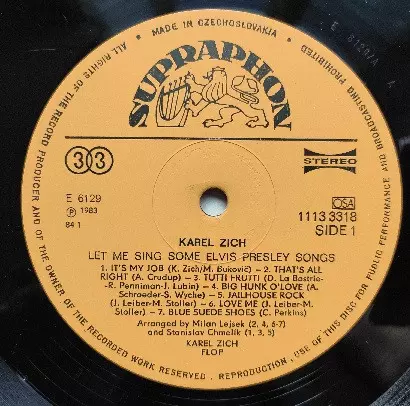 MADE IN CZECHOSLOVAKIA
ALL RIGHTS OF THE RECORD PRODUCER AND OF THE OWNER OF THE RECORDED WORK RESERVED. REPRODUCTION, USE OF THIS DISC FOR PUBLIC PERFORMANCE AND BROADCASTING PROHIBITED
SUPRAPHON
33
STEREO
E 6129
℗ 1983
84 1
OSA
1113 3318
SIDE 1
KAREL ZICH
LET ME SING SOME ELVIS PRESLEY SONGS
1. IT'S MY JOB (K. Zich/M. Buković) – 2. THAT'S ALL
RIGHT (A. Crudup) – 3. TUTTI FRUTTI (D. La Bostrie-
-R. Penniman-J. Lubin) – 4. BIG HUNK O'LOVE (A.
Schroeder-S. Wyche) – 5. JAILHOUSE ROCK
(J. Leiber-M. Stoller) – 6. LOVE ME (J. Leiber-M.
Stoller) – 7. BLUE SUEDE SHOES (C. Perkins)
Arranged by Milan Lejsek (2, 4, 6-7)
and Stanislav Chmelík (1, 3, 5)
KAREL ZICH
FLOP